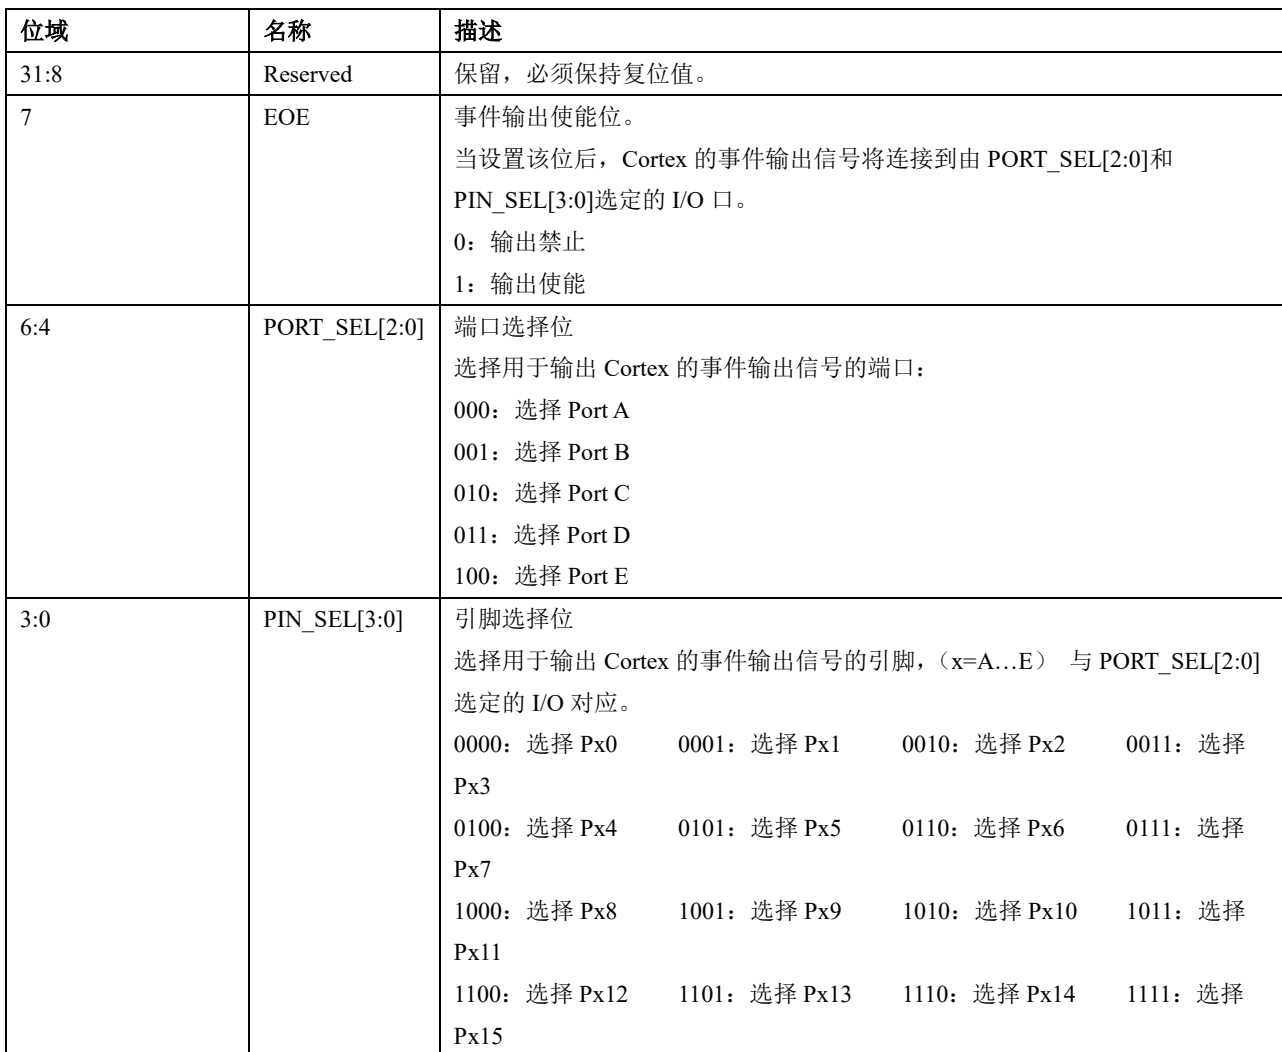 位域 名称 描述
31:8 Reserved 保留，必须保持复位值。
7 EOE 事件输出使能位。
当设置该位后，Cortex 的事件输出信号将连接到由 PORT_SEL[2:0]和
PIN_SEL[3:0]选定的 I/O 口。
0：输出禁止
1：输出使能
6:4 PORT_SEL[2:0] 端口选择位
选择用于输出 Cortex 的事件输出信号的端口：
000：选择 Port A
001：选择 Port B
010：选择 Port C
011：选择 Port D
100：选择 Port E
3:0 PIN_SEL[3:0] 引脚选择位
选择用于输出 Cortex 的事件输出信号的引脚，（x=A…E） 与 PORT_SEL[2:0]
选定的 I/O 对应。
0000：选择 Px0 0001：选择 Px1 0010：选择 Px2 0011：选择
Px3
0100：选择 Px4 0101：选择 Px5 0110：选择 Px6 0111：选择
Px7
1000：选择 Px8 1001：选择 Px9 1010：选择 Px10 1011：选择
Px11
1100：选择 Px12 1101：选择 Px13 1110：选择 Px14 1111：选择
Px15